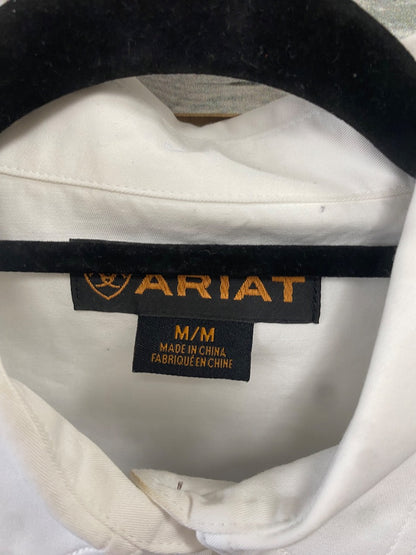 ARIAT
M/M
MADE IN CHINA
FABRIQUÉ EN CHINE